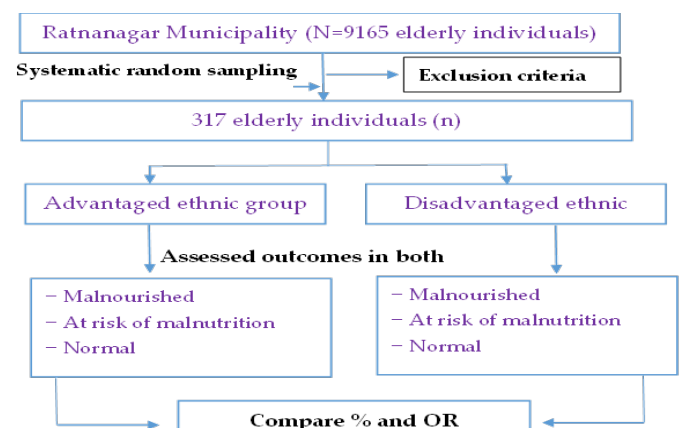 Ratnanagar Municipality (N=9165 elderly individuals)
Systematic random sampling
Exclusion criteria
317 elderly individuals (n)
Advantaged ethnic group
Disadvantaged ethnic
Assessed outcomes in both
– Malnourished
– At risk of malnutrition
– Normal
– Malnourished
– At risk of malnutrition
– Normal
Compare % and OR